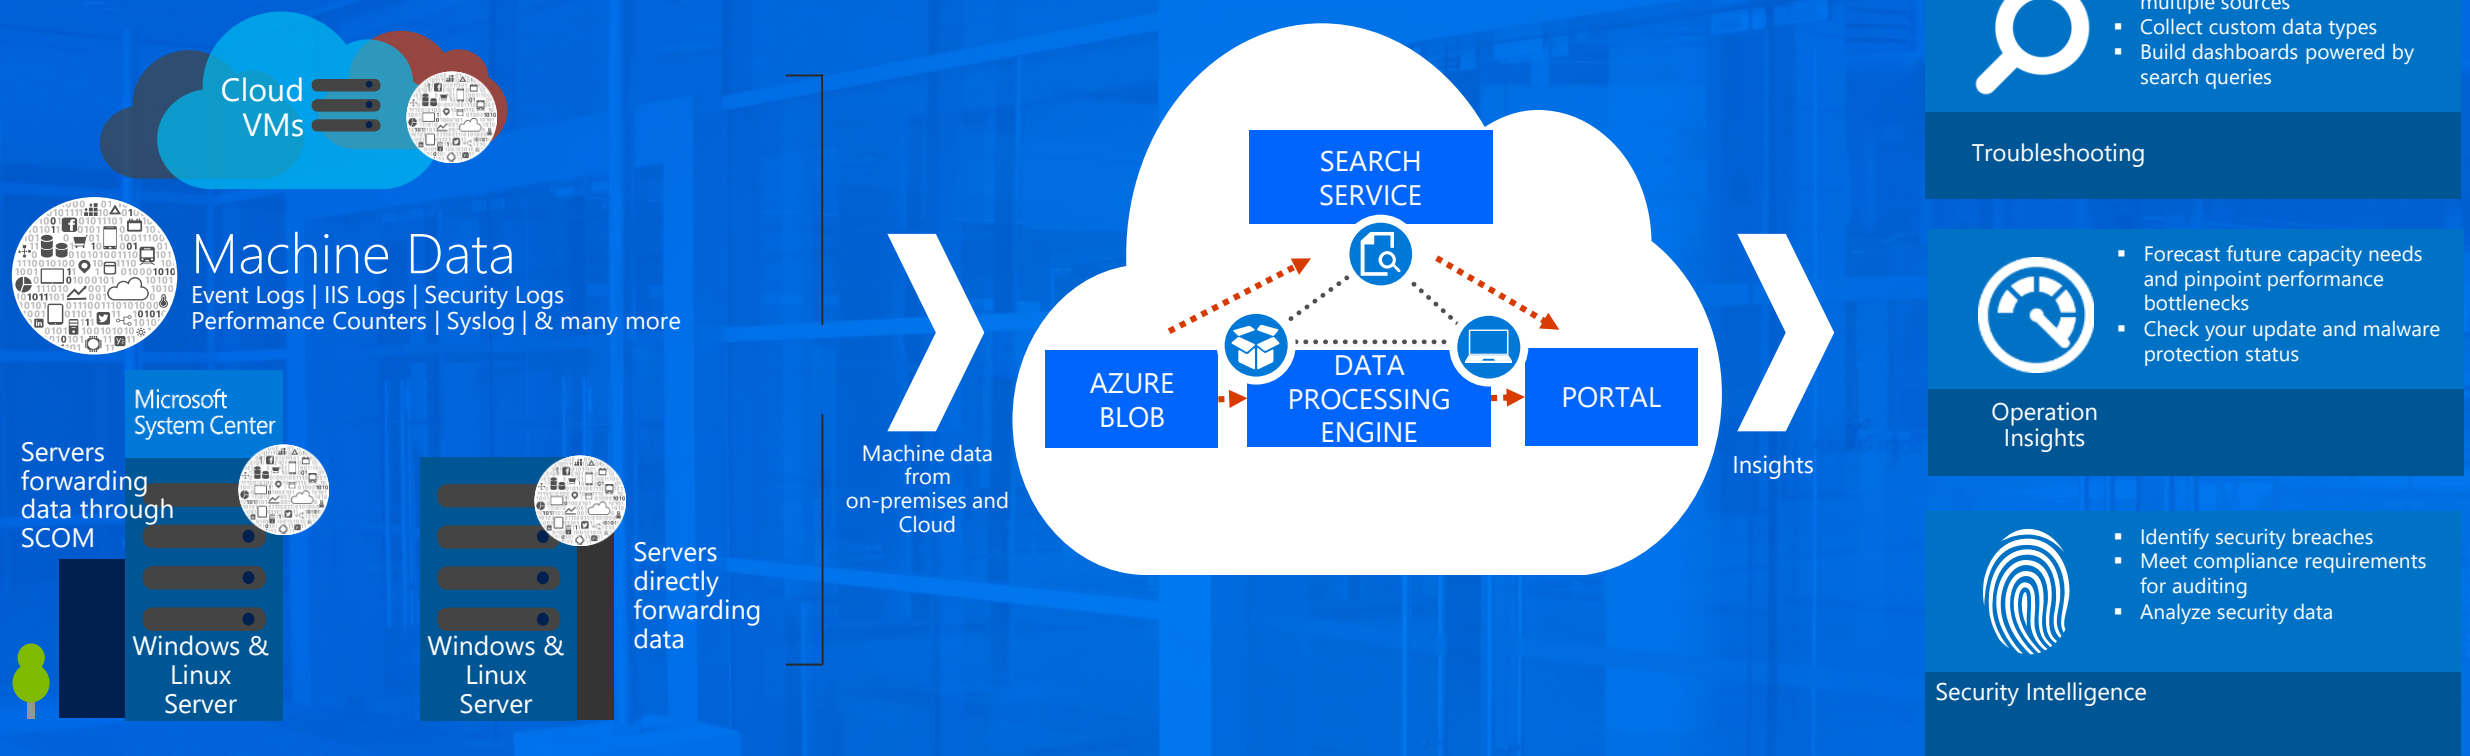 Cloud
VMs
Machine Data
Event Logs | IIS Logs | Security Logs
Performance Counters | Syslog | & many more
Microsoft
System Center
Servers
forwarding
data through
SCOM
Windows &
Linux
Server
Windows &
Linux
Server
Servers
directly
forwarding
data
Machine data
from
on-premises and
Cloud
SEARCH
SERVICE
AZURE
BLOB
DATA
PROCESSING
ENGINE
PORTAL
Insights
multiple sources
▪ Collect custom data types
▪ Build dashboards powered by
search queries
Troubleshooting
▪ Forecast future capacity needs
and pinpoint performance
bottlenecks
▪ Check your update and malware
protection status
Operation
Insights
▪ Identify security breaches
▪ Meet compliance requirements
for auditing
▪ Analyze security data
Security Intelligence